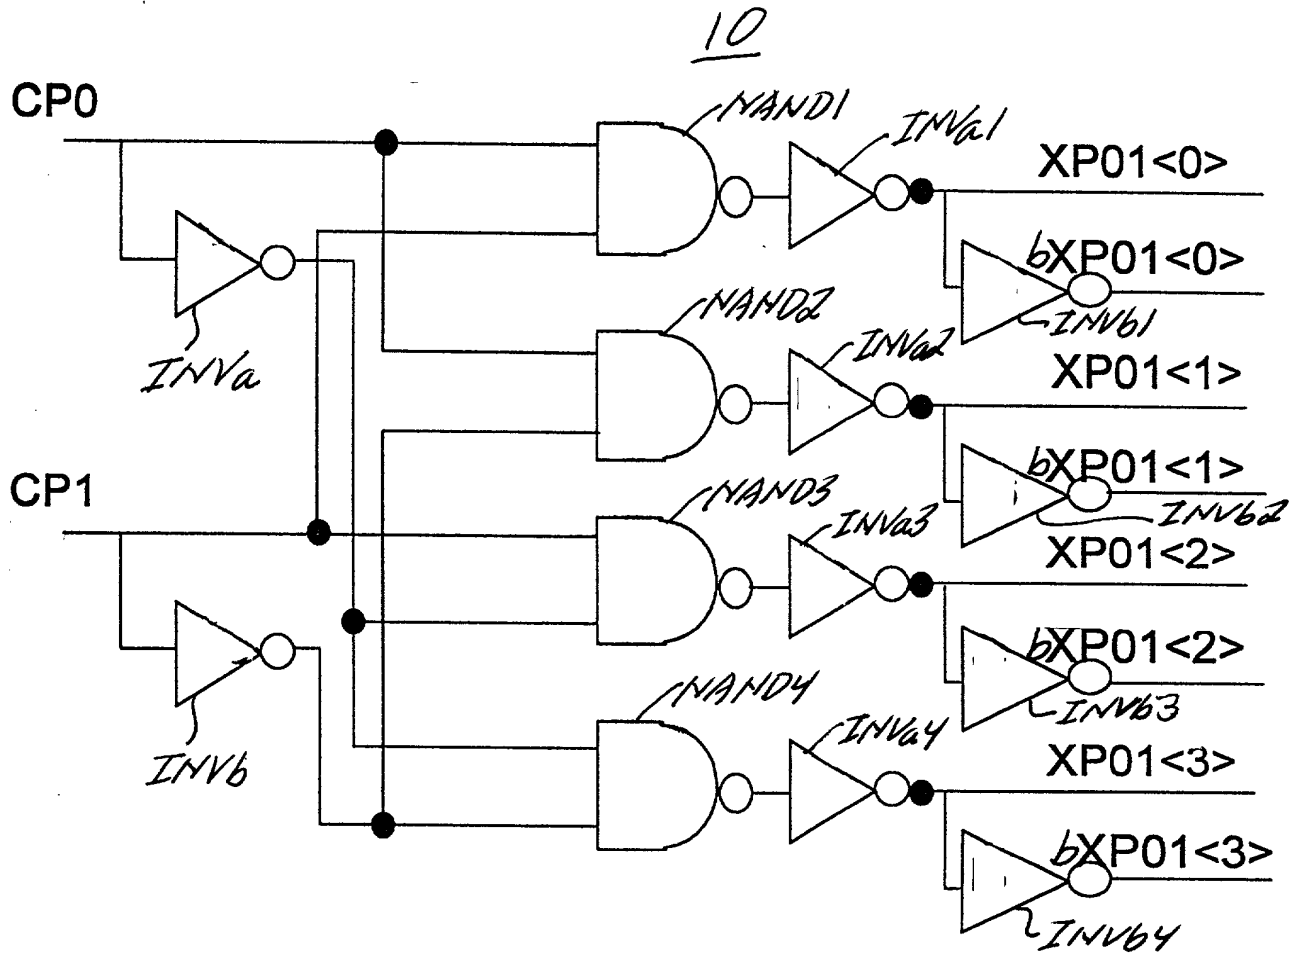 10
CP0
NAND1
INVa1
XP01<0>
bXP01<0>
INVb1
INVa
NAND2
INVa2
XP01<1>
bXP01<1>
INVb2
CP1
NAND3
INVa3
XP01<2>
bXP01<2>
INVb3
INVb
NAND4
INVa4
XP01<3>
bXP01<3>
INVb4